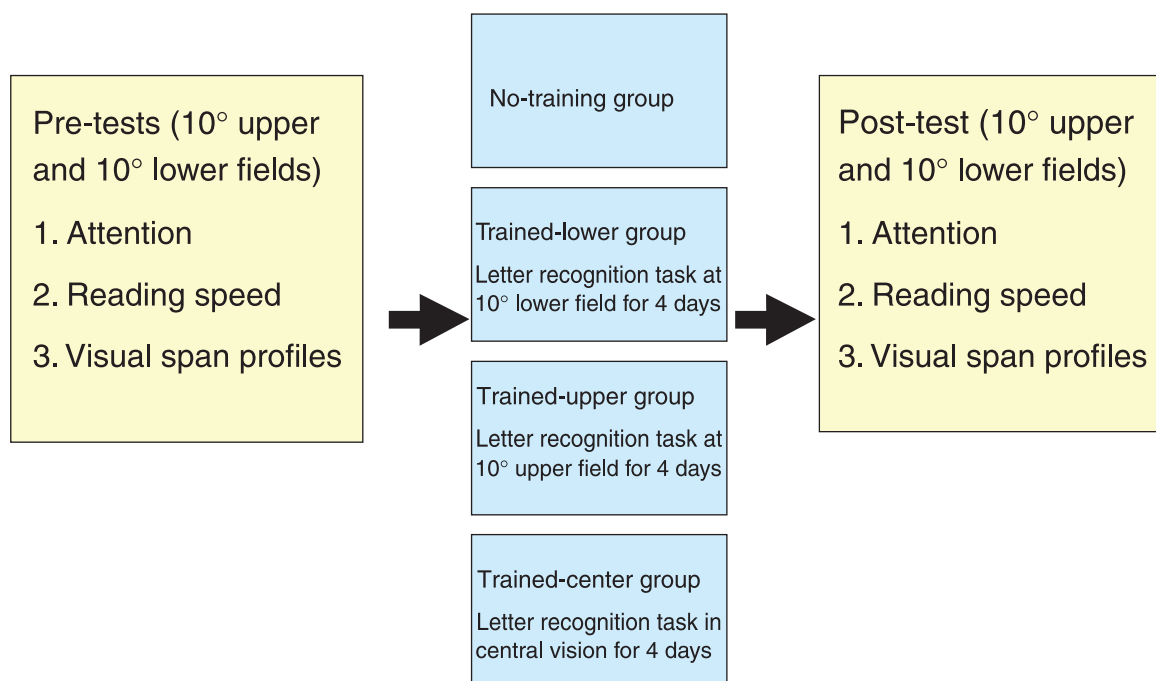 Pre-tests (10° upper
and 10° lower fields)
1. Attention
2. Reading speed
3. Visual span profiles
No-training group
Trained-lower group
Letter recognition task at
10° lower field for 4 days
Trained-upper group
Letter recognition task at
10° upper field for 4 days
Trained-center group
Letter recognition task in
central vision for 4 days
Post-test (10° upper
and 10° lower fields)
1. Attention
2. Reading speed
3. Visual span profiles